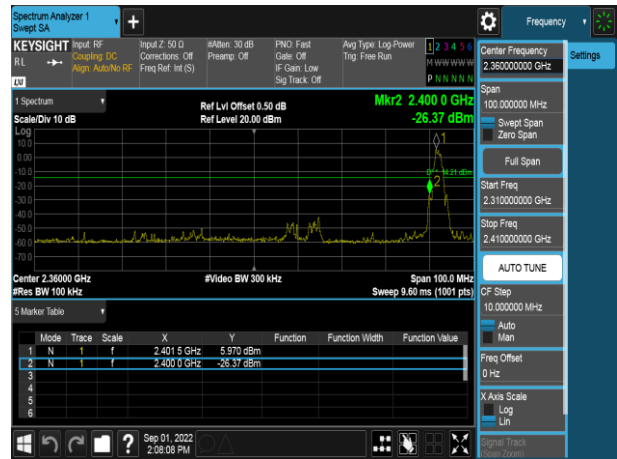 Spectrum Analyzer 1
Swept SA
Frequency
KEYSIGHT
RL
LXI
Input: RF
Coupling: DC
Align: Auto/No RF
Input Z: 50 Ω
Corrections: Off
Freq Ref: Int (S)
#Atten: 30 dB
Preamp: Off
PNO: Fast
Gate: Off
IF Gain: Low
Sig Track: Off
Avg Type: Log-Power
Trig: Free Run
1 2 3 4 5 6
M W W W W W
P N N N N N
Center Frequency
2.360000000 GHz
Settings
Span
100.000000 MHz
Swept Span
Zero Span
Full Span
Start Freq
2.310000000 GHz
Stop Freq
2.410000000 GHz
AUTO TUNE
CF Step
10.000000 MHz
Auto
Man
Freq Offset
0 Hz
X Axis Scale
Log
Lin
Signal Track
(Span Zoom)
1 Spectrum
Scale/Div 10 dB
Ref Lvl Offset 0.50 dB
Ref Level 20.00 dBm
Mkr2 2.400 0 GHz
-26.37 dBm
Log
10.0
0.00
-10.0
-20.0
-30.0
-40.0
-50.0
-60.0
-70.0
1
2
-14.21 dBm
Center 2.36000 GHz
#Res BW 100 kHz
#Video BW 300 kHz
Span 100.0 MHz
Sweep 9.60 ms (1001 pts)
5 Marker Table
Mode Trace Scale X Y Function Function Width Function Value
1 N 1 f 2.401 5 GHz 5.970 dBm
2 N 1 f 2.400 0 GHz -26.37 dBm
3
4
5
6
?
Sep 01, 2022
2:08:08 PM